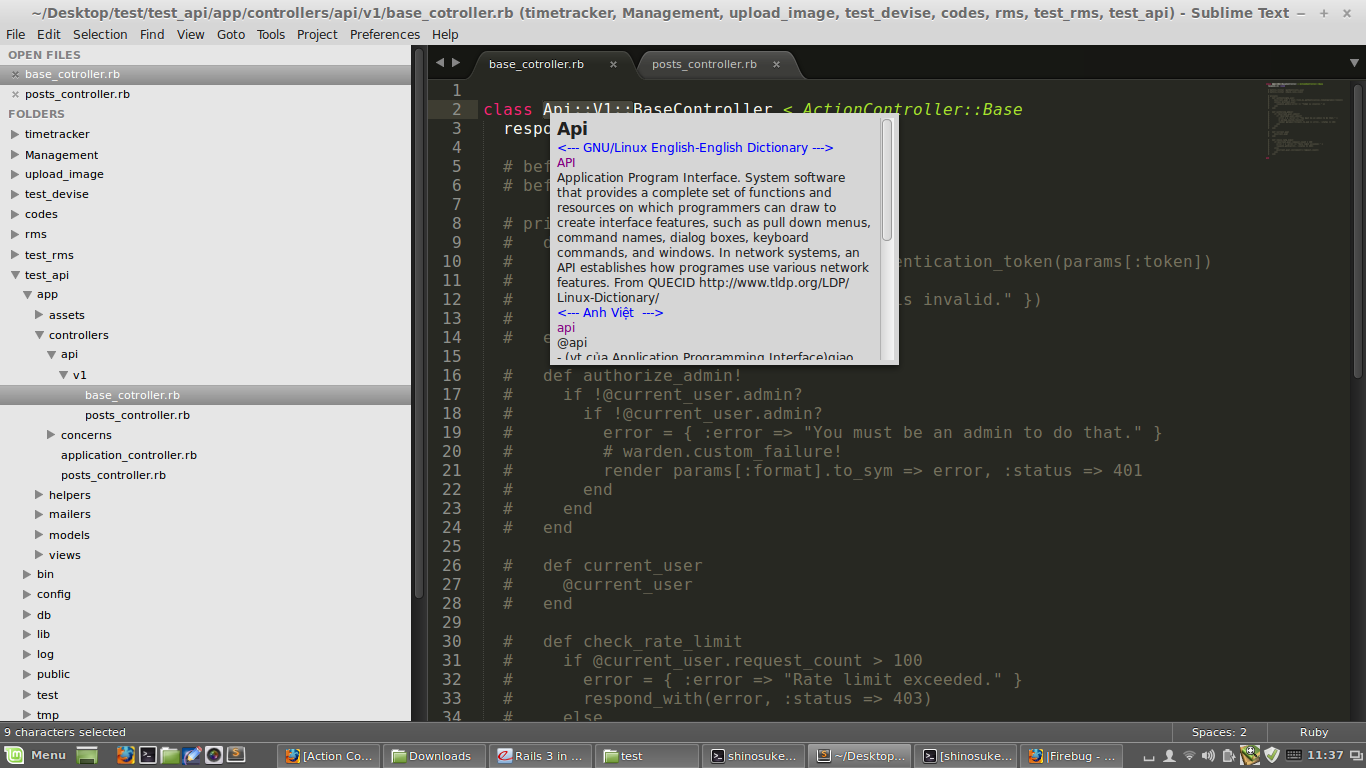 ~/Desktop/test/test_api/app/controllers/api/v1/base_cotroller.rb (timetracker, Management, upload_image, test_devise, codes, rms, test_rms, test_api) - Sublime Text
File Edit Selection Find View Goto Tools Project Preferences Help
OPEN FILES
base_cotroller.rb
posts_controller.rb
FOLDERS
timetracker
Management
upload_image
test_devise
codes
rms
test_rms
test_api
app
assets
controllers
api
v1
base_cotroller.rb
posts_controller.rb
concerns
application_controller.rb
posts_controller.rb
helpers
mailers
models
views
bin
config
db
lib
log
public
test
tmp
base_cotroller.rb
posts_controller.rb
1
2 class Api::V1::BaseController < ActionController::Base
3 respo
4
5 # bef
6 # bef
7
8 # pri
9 #
10 # entication_token(params[:token])
11 #
12 # is invalid." })
13 #
14 # e
15
16 # def authorize_admin!
17 # if !@current_user.admin?
18 # if !@current_user.admin?
19 # error = { :error => "You must be an admin to do that." }
20 # # warden.custom_failure!
21 # render params[:format].to_sym => error, :status => 401
22 # end
23 # end
24 # end
25
26 # def current_user
27 # @current_user
28 # end
29
30 # def check_rate_limit
31 # if @current_user.request_count > 100
32 # error = { :error => "Rate limit exceeded." }
33 # respond_with(error, :status => 403)
34 # else
Api
<--- GNU/Linux English-English Dictionary --->
API
Application Program Interface. System software
that provides a complete set of functions and
resources on which programmers can draw to
create interface features, such as pull down menus,
command names, dialog boxes, keyboard
commands, and windows. In network systems, an
API establishes how programes use various network
features. From QUECID http://www.tldp.org/LDP/
Linux-Dictionary/
<--- Anh Việt --->
api
@api
- (vt của Application Programming Interface)giao
9 characters selected
Spaces: 2
Ruby
Menu
[Action Co...
Downloads
Rails 3 in ...
test
shinosuke...
~/Desktop...
[shinosuke...
[Firebug - ...
11:37